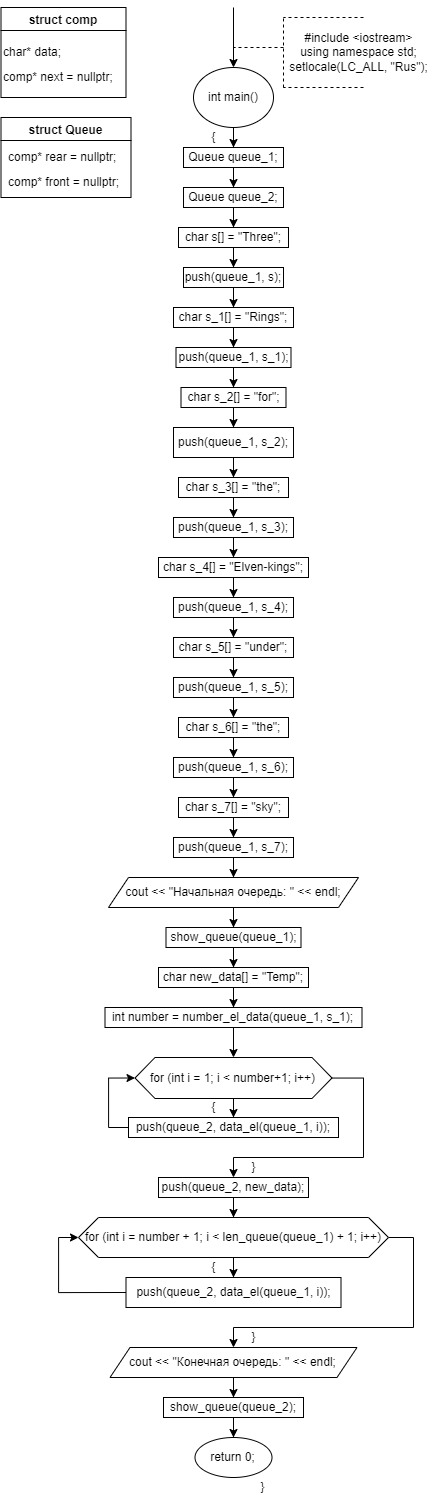 struct comp
char* data;
comp* next = nullptr;
struct Queue
comp* rear = nullptr;
comp* front = nullptr;
#include <iostream>
using namespace std;
setlocale(LC_ALL, "Rus");
int main()
{
Queue queue_1;
Queue queue_2;
char s[] = "Three";
push(queue_1, s);
char s_1[] = "Rings";
push(queue_1, s_1);
char s_2[] = "for";
push(queue_1, s_2);
char s_3[] = "the";
push(queue_1, s_3);
char s_4[] = "Elven-kings";
push(queue_1, s_4);
char s_5[] = "under";
push(queue_1, s_5);
char s_6[] = "the";
push(queue_1, s_6);
char s_7[] = "sky";
push(queue_1, s_7);
cout << "Начальная очередь: " << endl;
show_queue(queue_1);
char new_data[] = "Temp";
int number = number_el_data(queue_1, s_1);
for (int i = 1; i < number+1; i++)
{
push(queue_2, data_el(queue_1, i));
}
push(queue_2, new_data);
for (int i = number + 1; i < len_queue(queue_1) + 1; i++)
{
push(queue_2, data_el(queue_1, i));
}
cout << "Конечная очередь: " << endl;
show_queue(queue_2);
return 0;
}